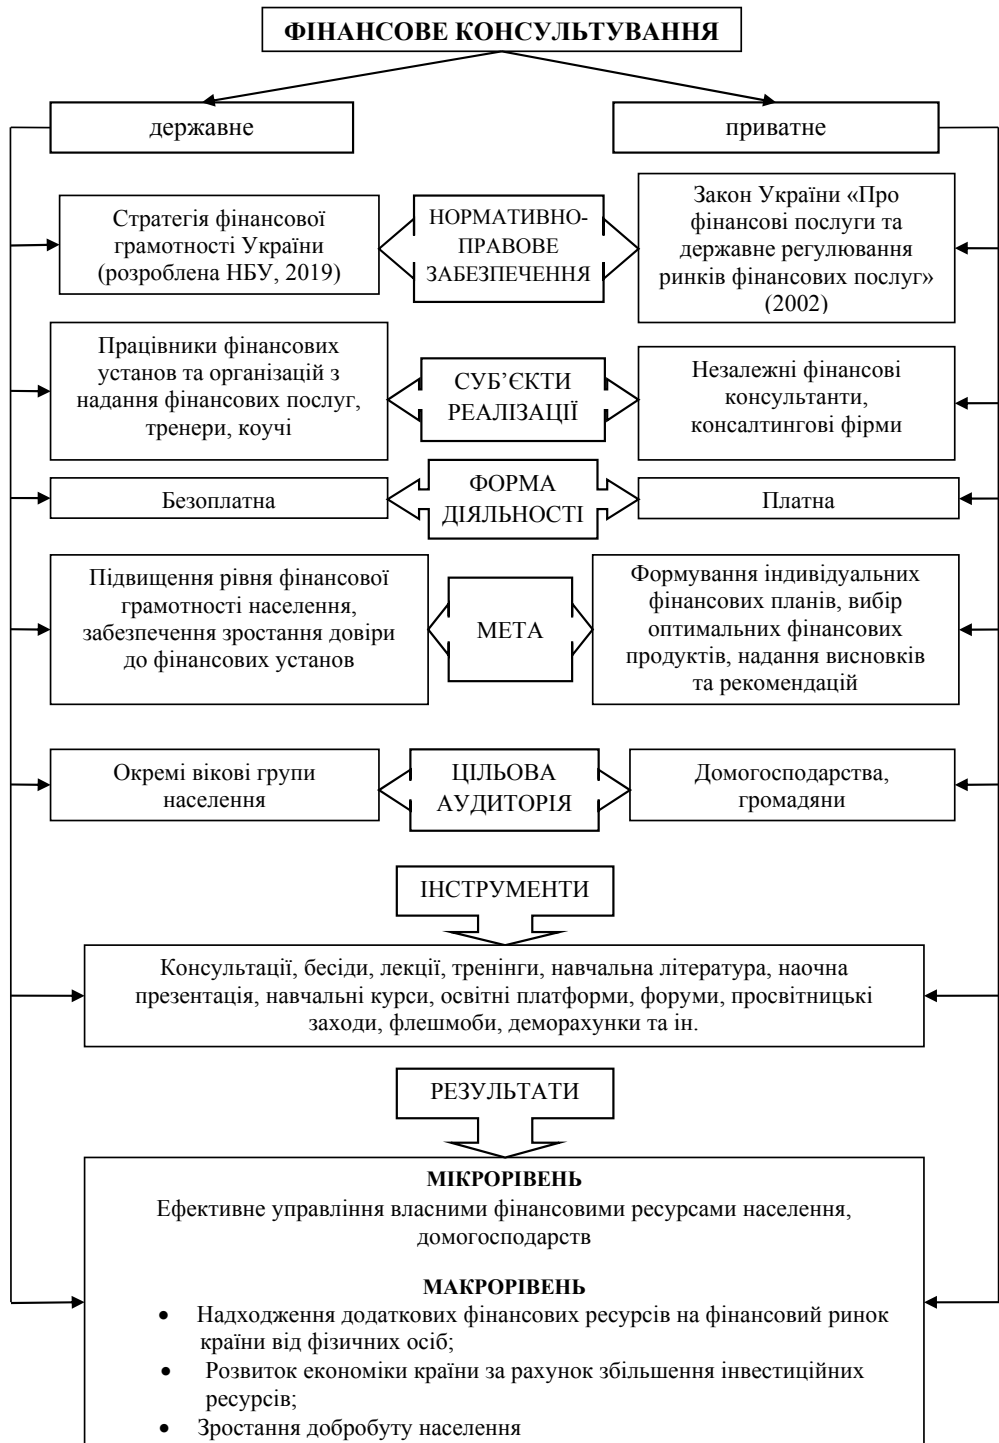 ФІНАНСОВЕ КОНСУЛЬТУВАННЯ
державне
приватне
Стратегія фінансової
грамотності України
(розроблена НБУ, 2019)
НОРМАТИВНО-
ПРАВОВЕ
ЗАБЕЗПЕЧЕННЯ
Закон України «Про
фінансові послуги та
державне регулювання
ринків фінансових послуг»
(2002)
Працівники фінансових
установ та організацій з
надання фінансових послуг,
тренери, коучі
СУБ’ЄКТИ
РЕАЛІЗАЦІЇ
Незалежні фінансові
консультанти,
консалтингові фірми
Безоплатна
ФОРМА
ДІЯЛЬНОСТІ
Платна
Підвищення рівня фінансової
грамотності населення,
забезпечення зростання довіри
до фінансових установ
МЕТА
Формування індивідуальних
фінансових планів, вибір
оптимальних фінансових
продуктів, надання висновків
та рекомендацій
Окремі вікові групи
населення
ЦІЛЬОВА
АУДИТОРІЯ
Домогосподарства,
громадяни
ІНСТРУМЕНТИ
Консультації, бесіди, лекції, тренінги, навчальна література, наочна
презентація, навчальні курси, освітні платформи, форуми, просвітницькі
заходи, флешмоби, деморахунки та ін.
РЕЗУЛЬТАТИ
МІКРОРІВЕНЬ
Ефективне управління власними фінансовими ресурсами населення,
домогосподарств
МАКРОРІВЕНЬ
• Надходження додаткових фінансових ресурсів на фінансовий ринок
країни від фізичних осіб;
• Розвиток економіки країни за рахунок збільшення інвестиційних
ресурсів;
• Зростання добробуту населення